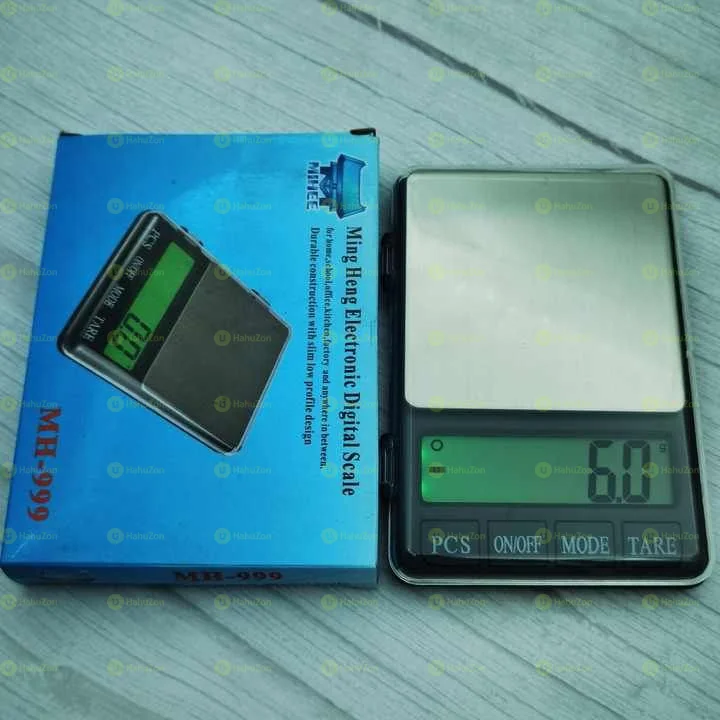 MIHEE
Ming Heng Electronic Digital Scale
for home,school,office,kitchen,factory and anywhere in between.
Durable construction with slim low profile design
PCS ON/OFF MODE TARE
0.0
MH-999
MH-999
6.0
g
PCS ON/OFF MODE TARE
HahuZon